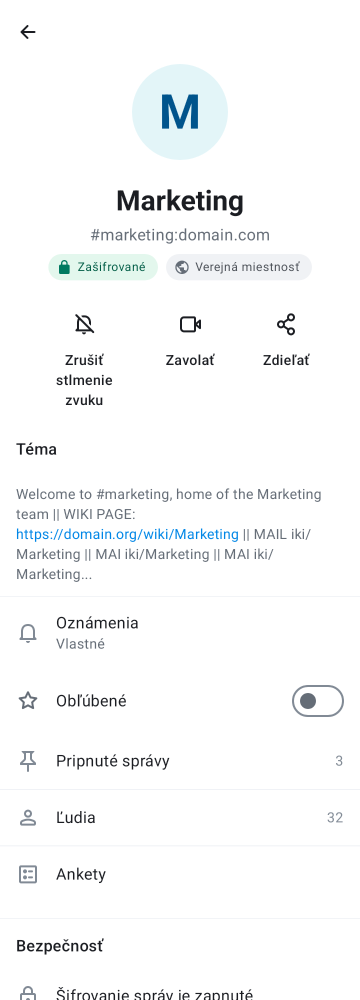 M
Marketing
#marketing:domain.com
Zašifrované
Verejná miestnosť
Zrušiť
stlmenie
zvuku
Zavolať
Zdieľať
Téma
Welcome to #marketing, home of the Marketing
team || WIKI PAGE:
https://domain.org/wiki/Marketing || MAIL iki/
Marketing || MAI iki/Marketing || MAI iki/
Marketing...
Oznámenia
Vlastné
Obľúbené
Pripnuté správy 3
Ľudia 32
Ankety
Bezpečnosť
Šifrovanie správ je zapnuté